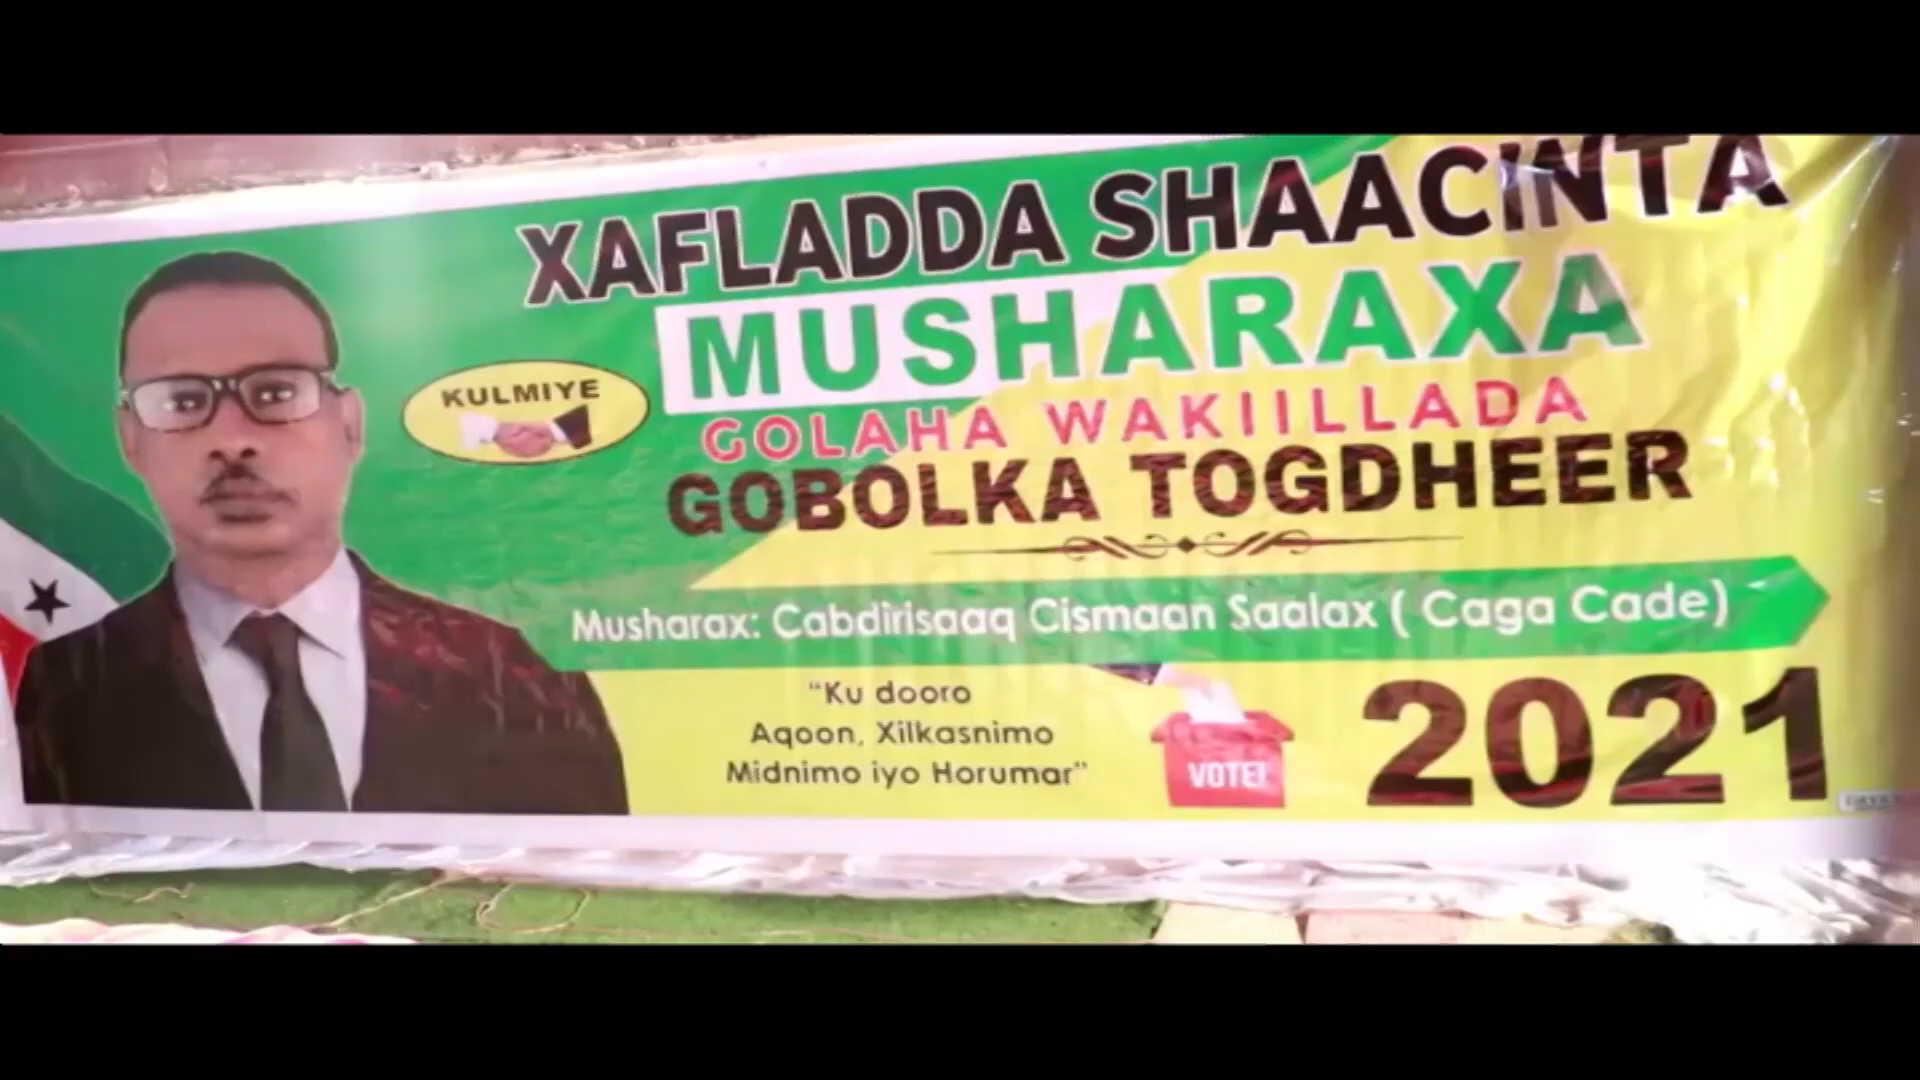 XAFLADDA SHAACINTA
MUSHARAXA
GOLAHA WAKIILLADA
GOBOLKA TOGDHEER
KULMIYE
Musharax: Cabdirisaaq Cismaan Saalax ( Caga Cade)
"Ku dooro
Aqoon, Xilkasnimo
Midnimo iyo Horumar"
VOTE!
2021